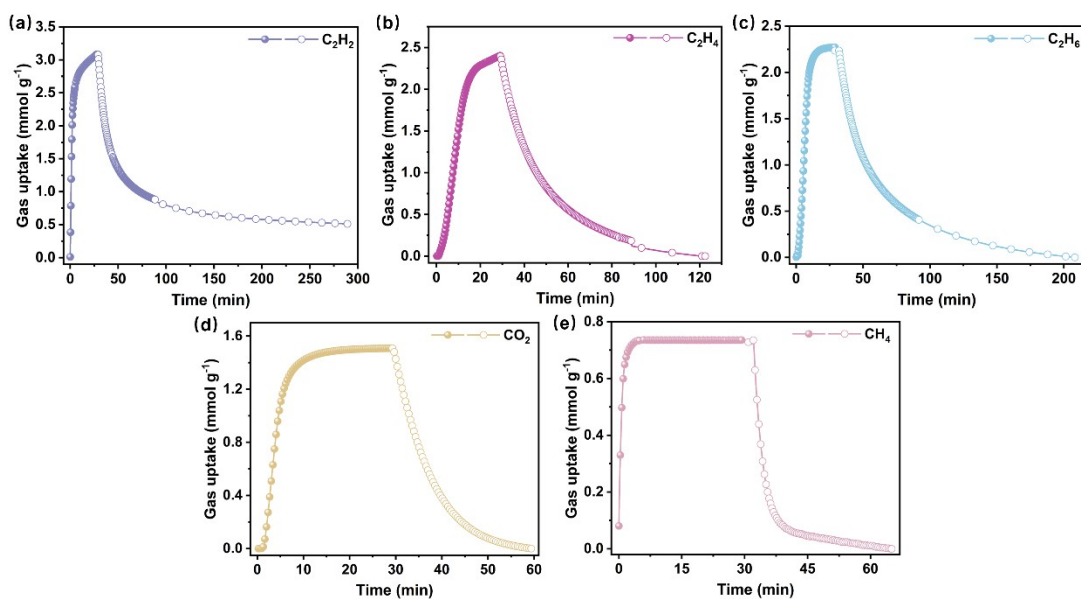 (a)
C₂H₂
Gas uptake (mmol g⁻¹)
3.5
3.0
2.5
2.0
1.5
1.0
0.5
0.0
0 50 100 150 200 250 300
Time (min)
(b)
C₂H₄
Gas uptake (mmol g⁻¹)
2.5
2.0
1.5
1.0
0.5
0.0
0 20 40 60 80 100 120
Time (min)
(c)
C₂H₆
Gas uptake (mmol g⁻¹)
2.5
2.0
1.5
1.0
0.5
0.0
0 50 100 150 200
Time (min)
(d)
CO₂
Gas uptake (mmol g⁻¹)
1.6
1.2
0.8
0.4
0.0
0 10 20 30 40 50 60
Time (min)
(e)
CH₄
Gas uptake (mmol g⁻¹)
0.8
0.6
0.4
0.2
0.0
0 15 30 45 60
Time (min)